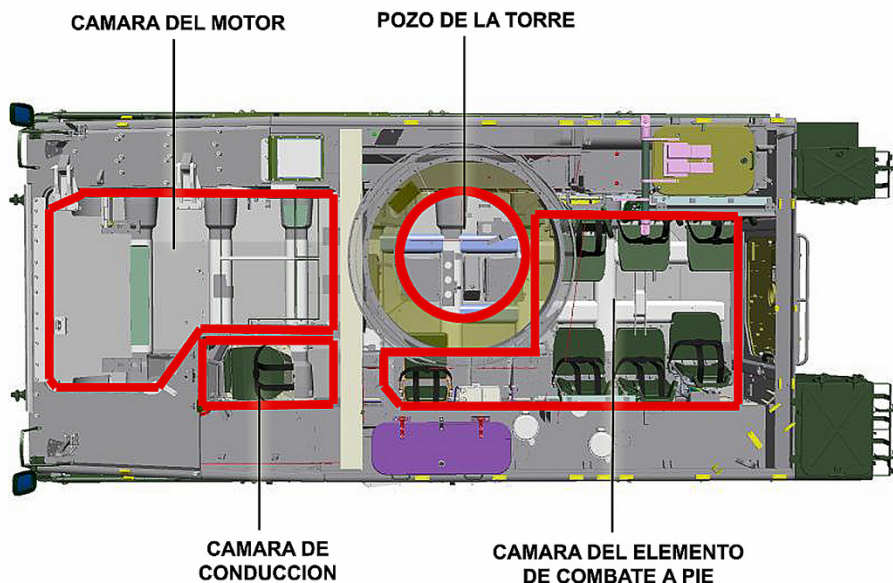 CAMARA DEL MOTOR
POZO DE LA TORRE
CAMARA DE
CONDUCCION
CAMARA DEL ELEMENTO
DE COMBATE A PIE